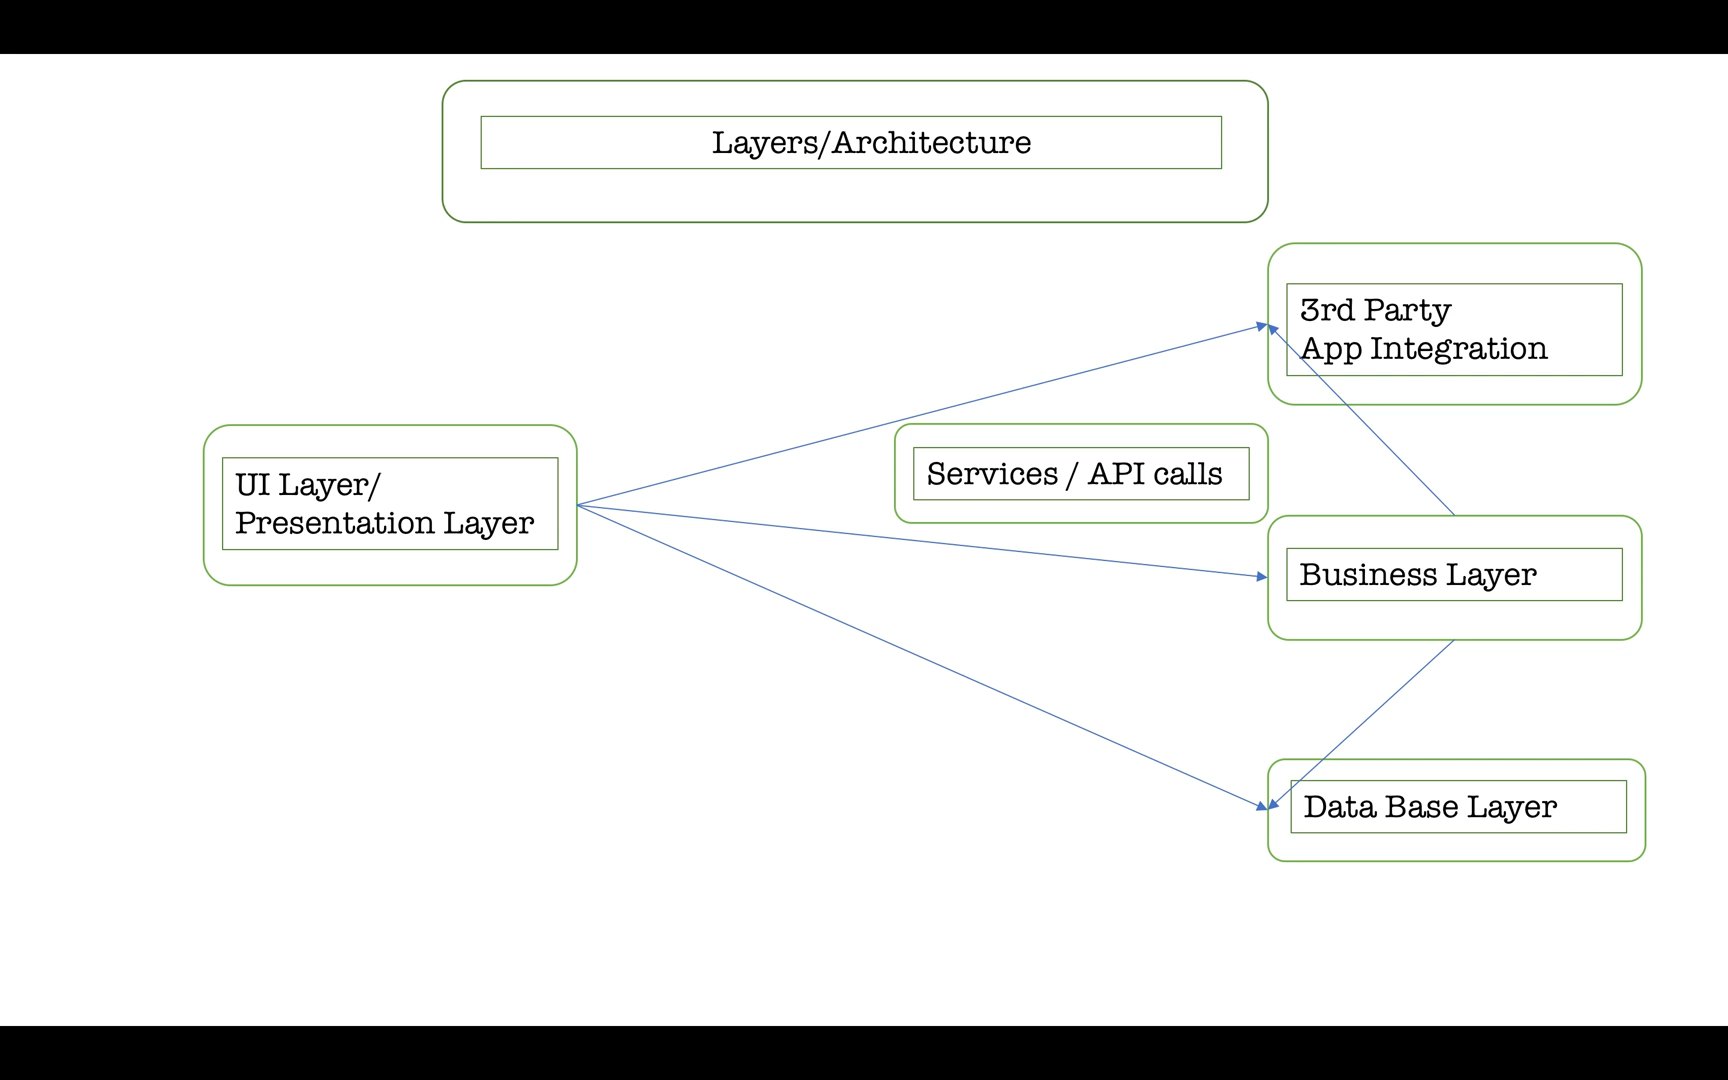 Layers/Architecture
3rd Party
App Integration
UI Layer/
Presentation Layer
Services / API calls
Business Layer
Data Base Layer